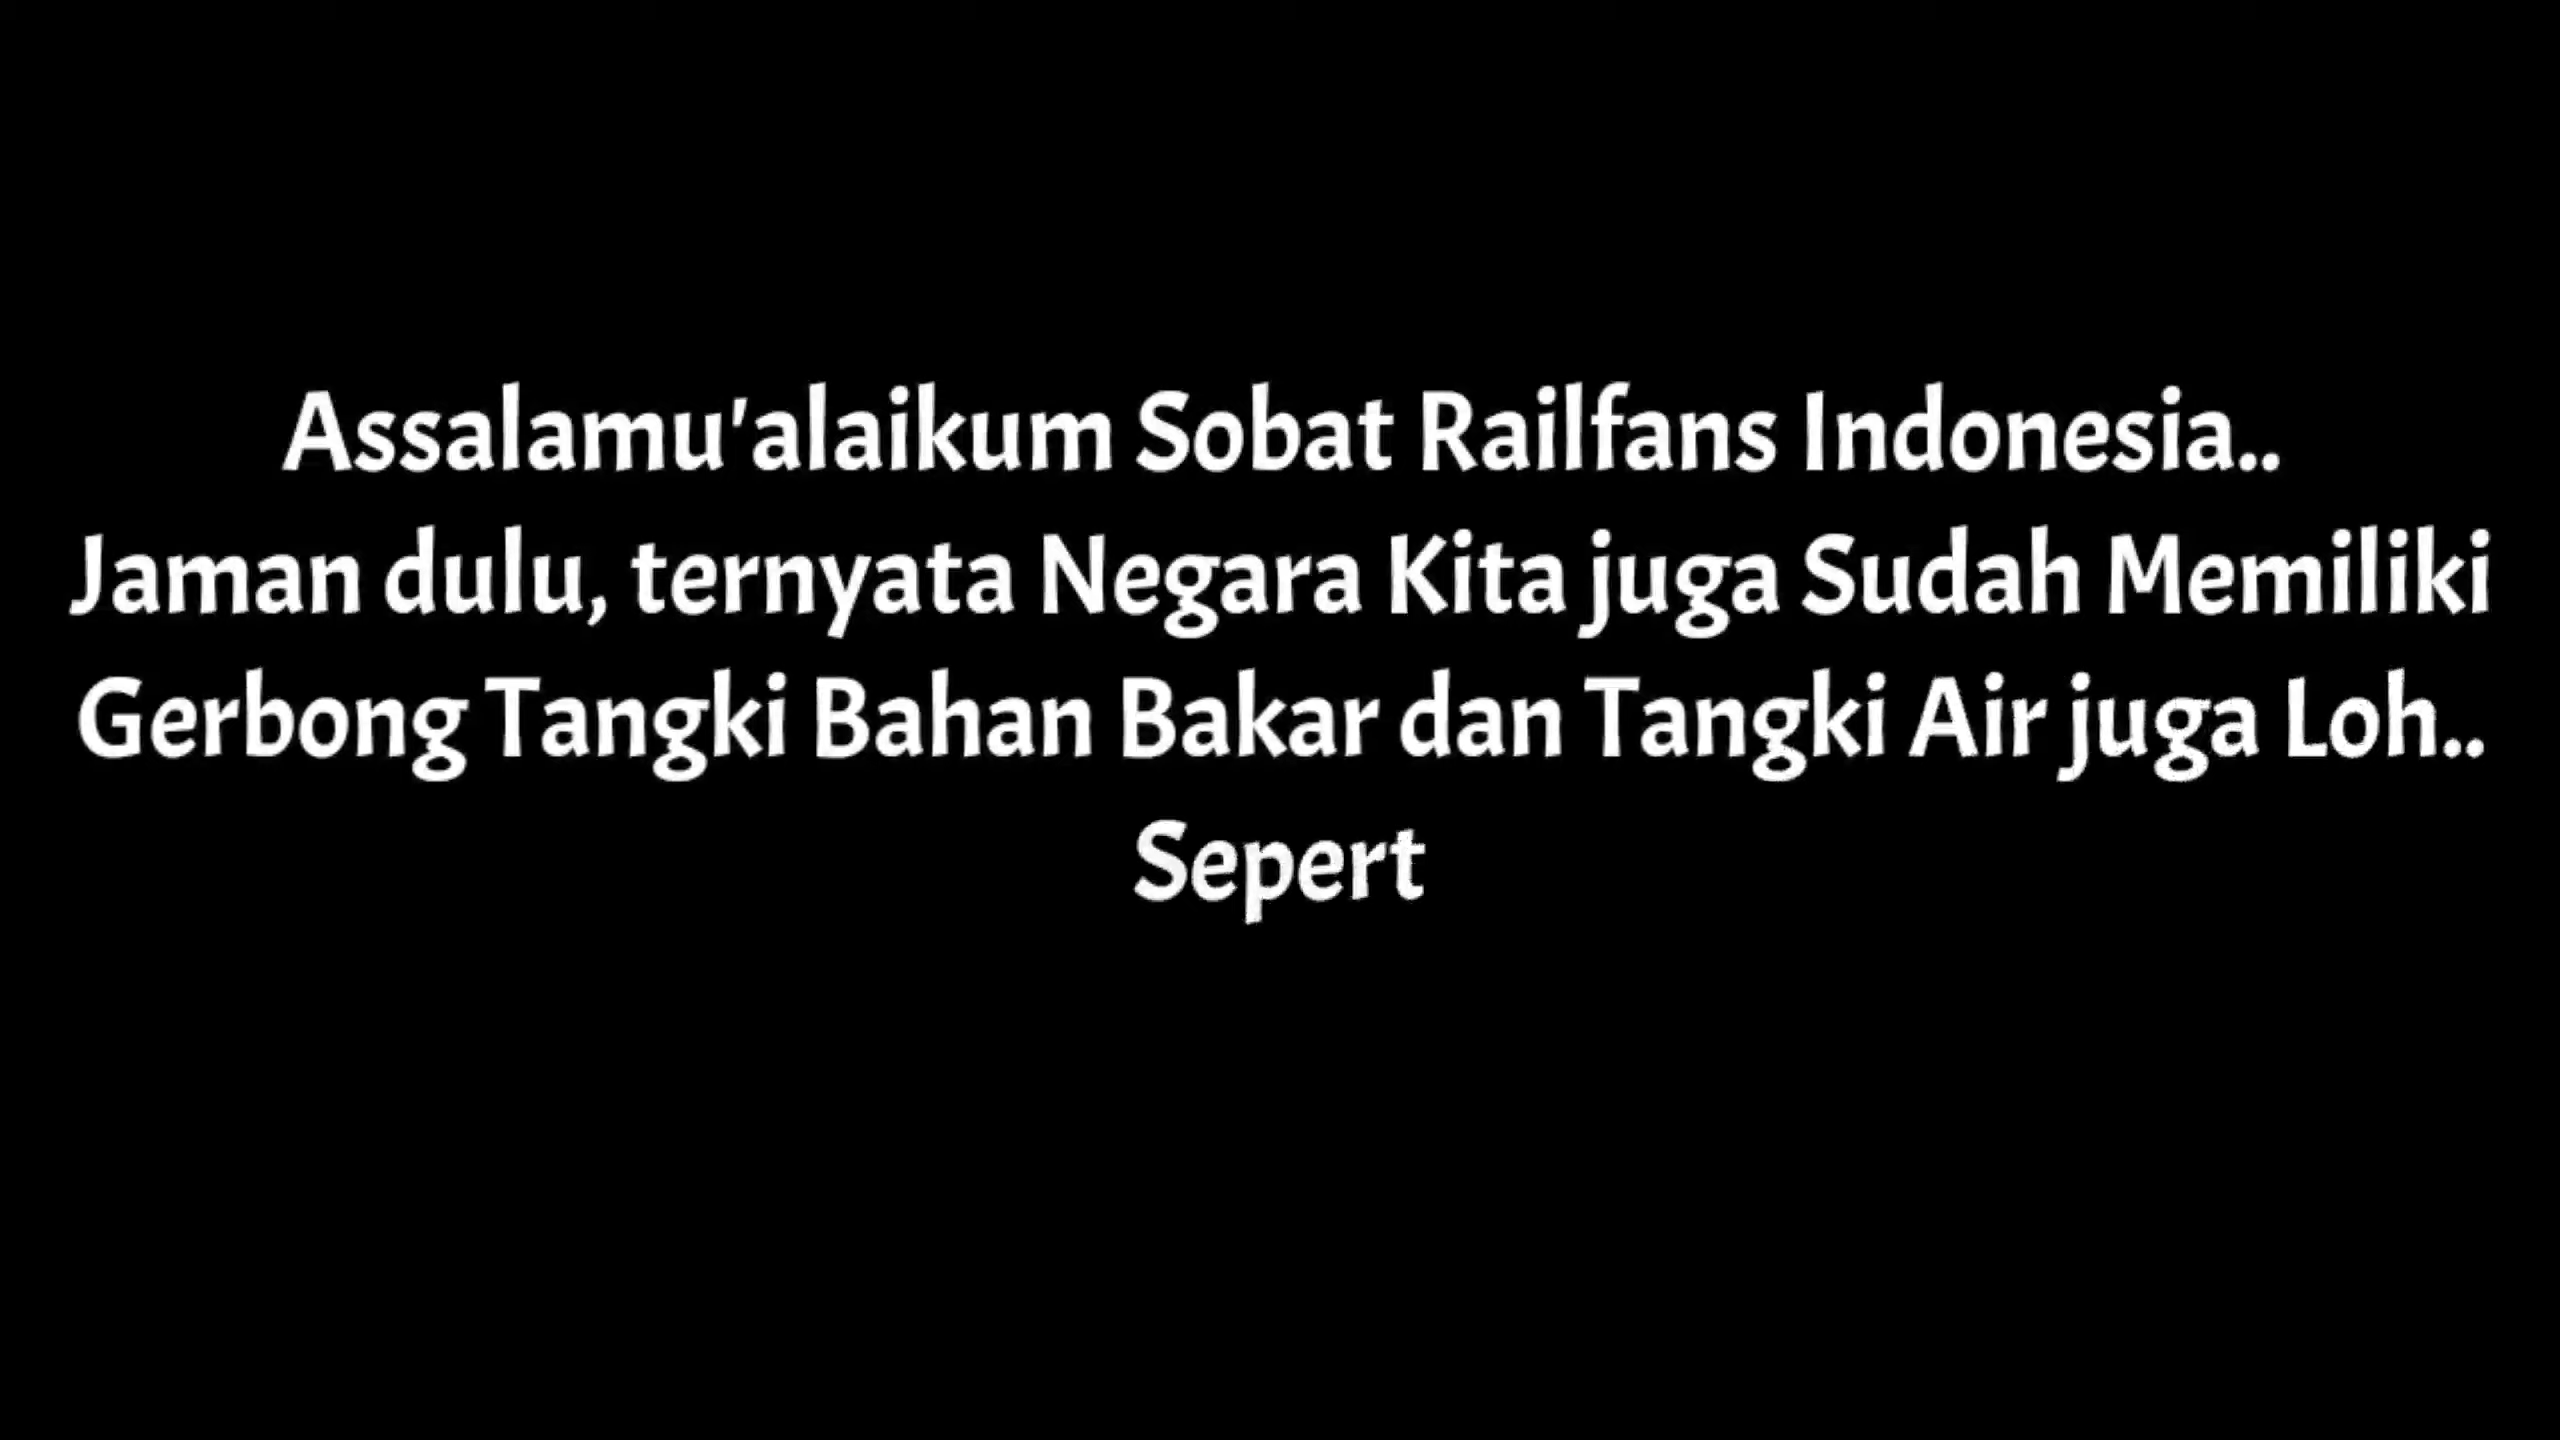 Assalamu'alaikum Sobat Railfans Indonesia..
Jaman dulu, ternyata Negara Kita juga Sudah Memiliki
Gerbong Tangki Bahan Bakar dan Tangki Air juga Loh..
Sepert